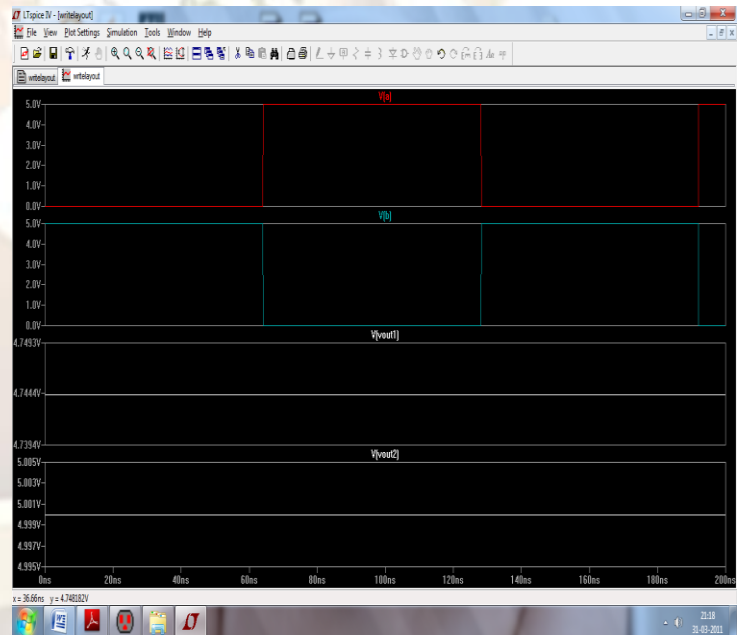 LTspice IV - [writelayout]
File View Plot Settings Simulation Tools Window Help
writelayout writelayout
V(a)
5.0V
4.0V
3.0V
2.0V
1.0V
0.0V
V(b)
5.0V
4.0V
3.0V
2.0V
1.0V
0.0V
V(vout1)
4.7493V
4.7444V
4.7394V
V(vout2)
5.005V
5.003V
5.001V
4.999V
4.997V
4.995V
0ns 20ns 40ns 60ns 80ns 100ns 120ns 140ns 160ns 180ns 200ns
x = 36.66ns y = 4.748182V
21:18
31-03-2011